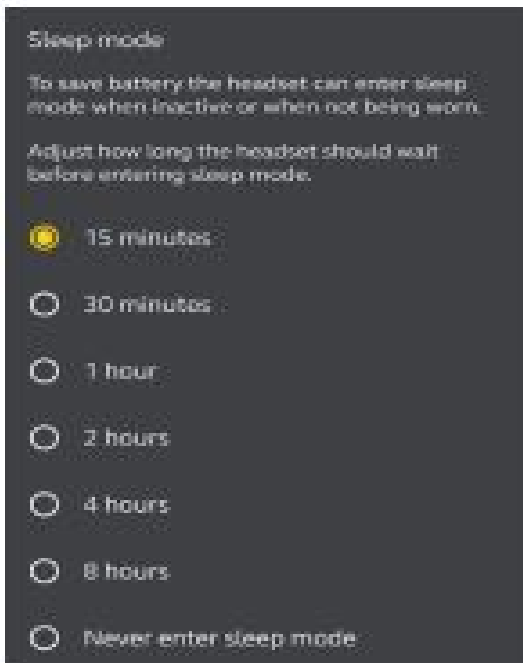 Sleep mode
To save battery the headset can enter sleep
mode when inactive or when not being worn.
Adjust how long the headset should wait
before entering sleep mode.
15 minutes
30 minutes
1 hour
2 hours
4 hours
8 hours
Never enter sleep mode